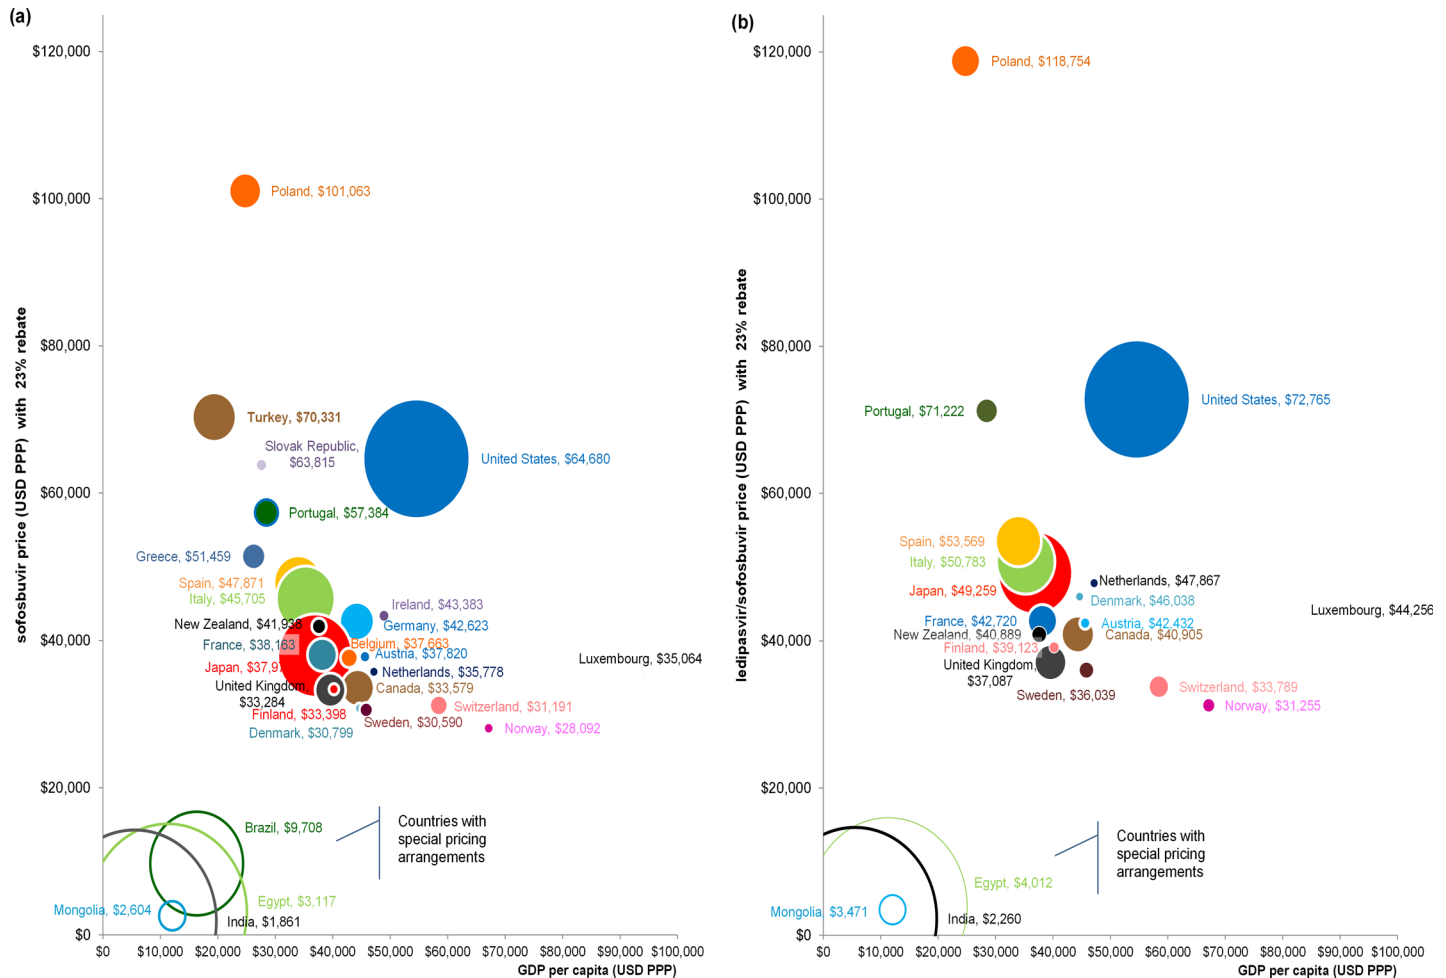 (a)
$120,000
$100,000
$80,000
$60,000
$40,000
$20,000
$0
sofosbuvir price (USD PPP) with 23% rebate
Poland, $101,063
Turkey, $70,331
Slovak Republic,
$63,815
United States, $64,680
Portugal, $57,384
Greece, $51,459
Spain, $47,871
Italy, $45,705
Ireland, $43,383
New Zealand, $41,938
Germany, $42,623
France, $38,163
Belgium, $37,663
Austria, $37,820
Luxembourg, $35,064
Japan, $37,97
Netherlands, $35,778
United Kingdom
$33,284
Canada, $33,579
Finland, $33,398
Switzerland, $31,191
Sweden, $30,590
Denmark, $30,799
Norway, $28,092
Brazil, $9,708
Countries with
special pricing
arrangements
Egypt, $3,117
Mongolia, $2,604
India, $1,861
$0
$10,000
$20,000
$30,000
$40,000
$50,000
$60,000
$70,000
$80,000
$90,000
$100,000
GDP per capita (USD PPP)
(b)
$120,000
$100,000
$80,000
$60,000
$40,000
$20,000
$0
ledipasvir/sofosbuvir price (USD PPP) with 23% rebate
Poland, $118,754
United States, $72,765
Portugal, $71,222
Spain, $53,569
Italy, $50,783
Japan, $49,259
Netherlands, $47,867
Denmark, $46,038
Luxembourg, $44,256
France, $42,720
Austria, $42,432
New Zealand, $40,889
Canada, $40,905
Finland, $39,123
United Kingdom,
$37,087
Sweden, $36,039
Switzerland, $33,789
Norway, $31,255
Countries with
special pricing
arrangements
Egypt, $4,012
Mongolia, $3,471
India, $2,260
$0
$10,000
$20,000
$30,000
$40,000
$50,000
$60,000
$70,000
$80,000
$90,000
$100,000
GDP per capita (USD PPP)